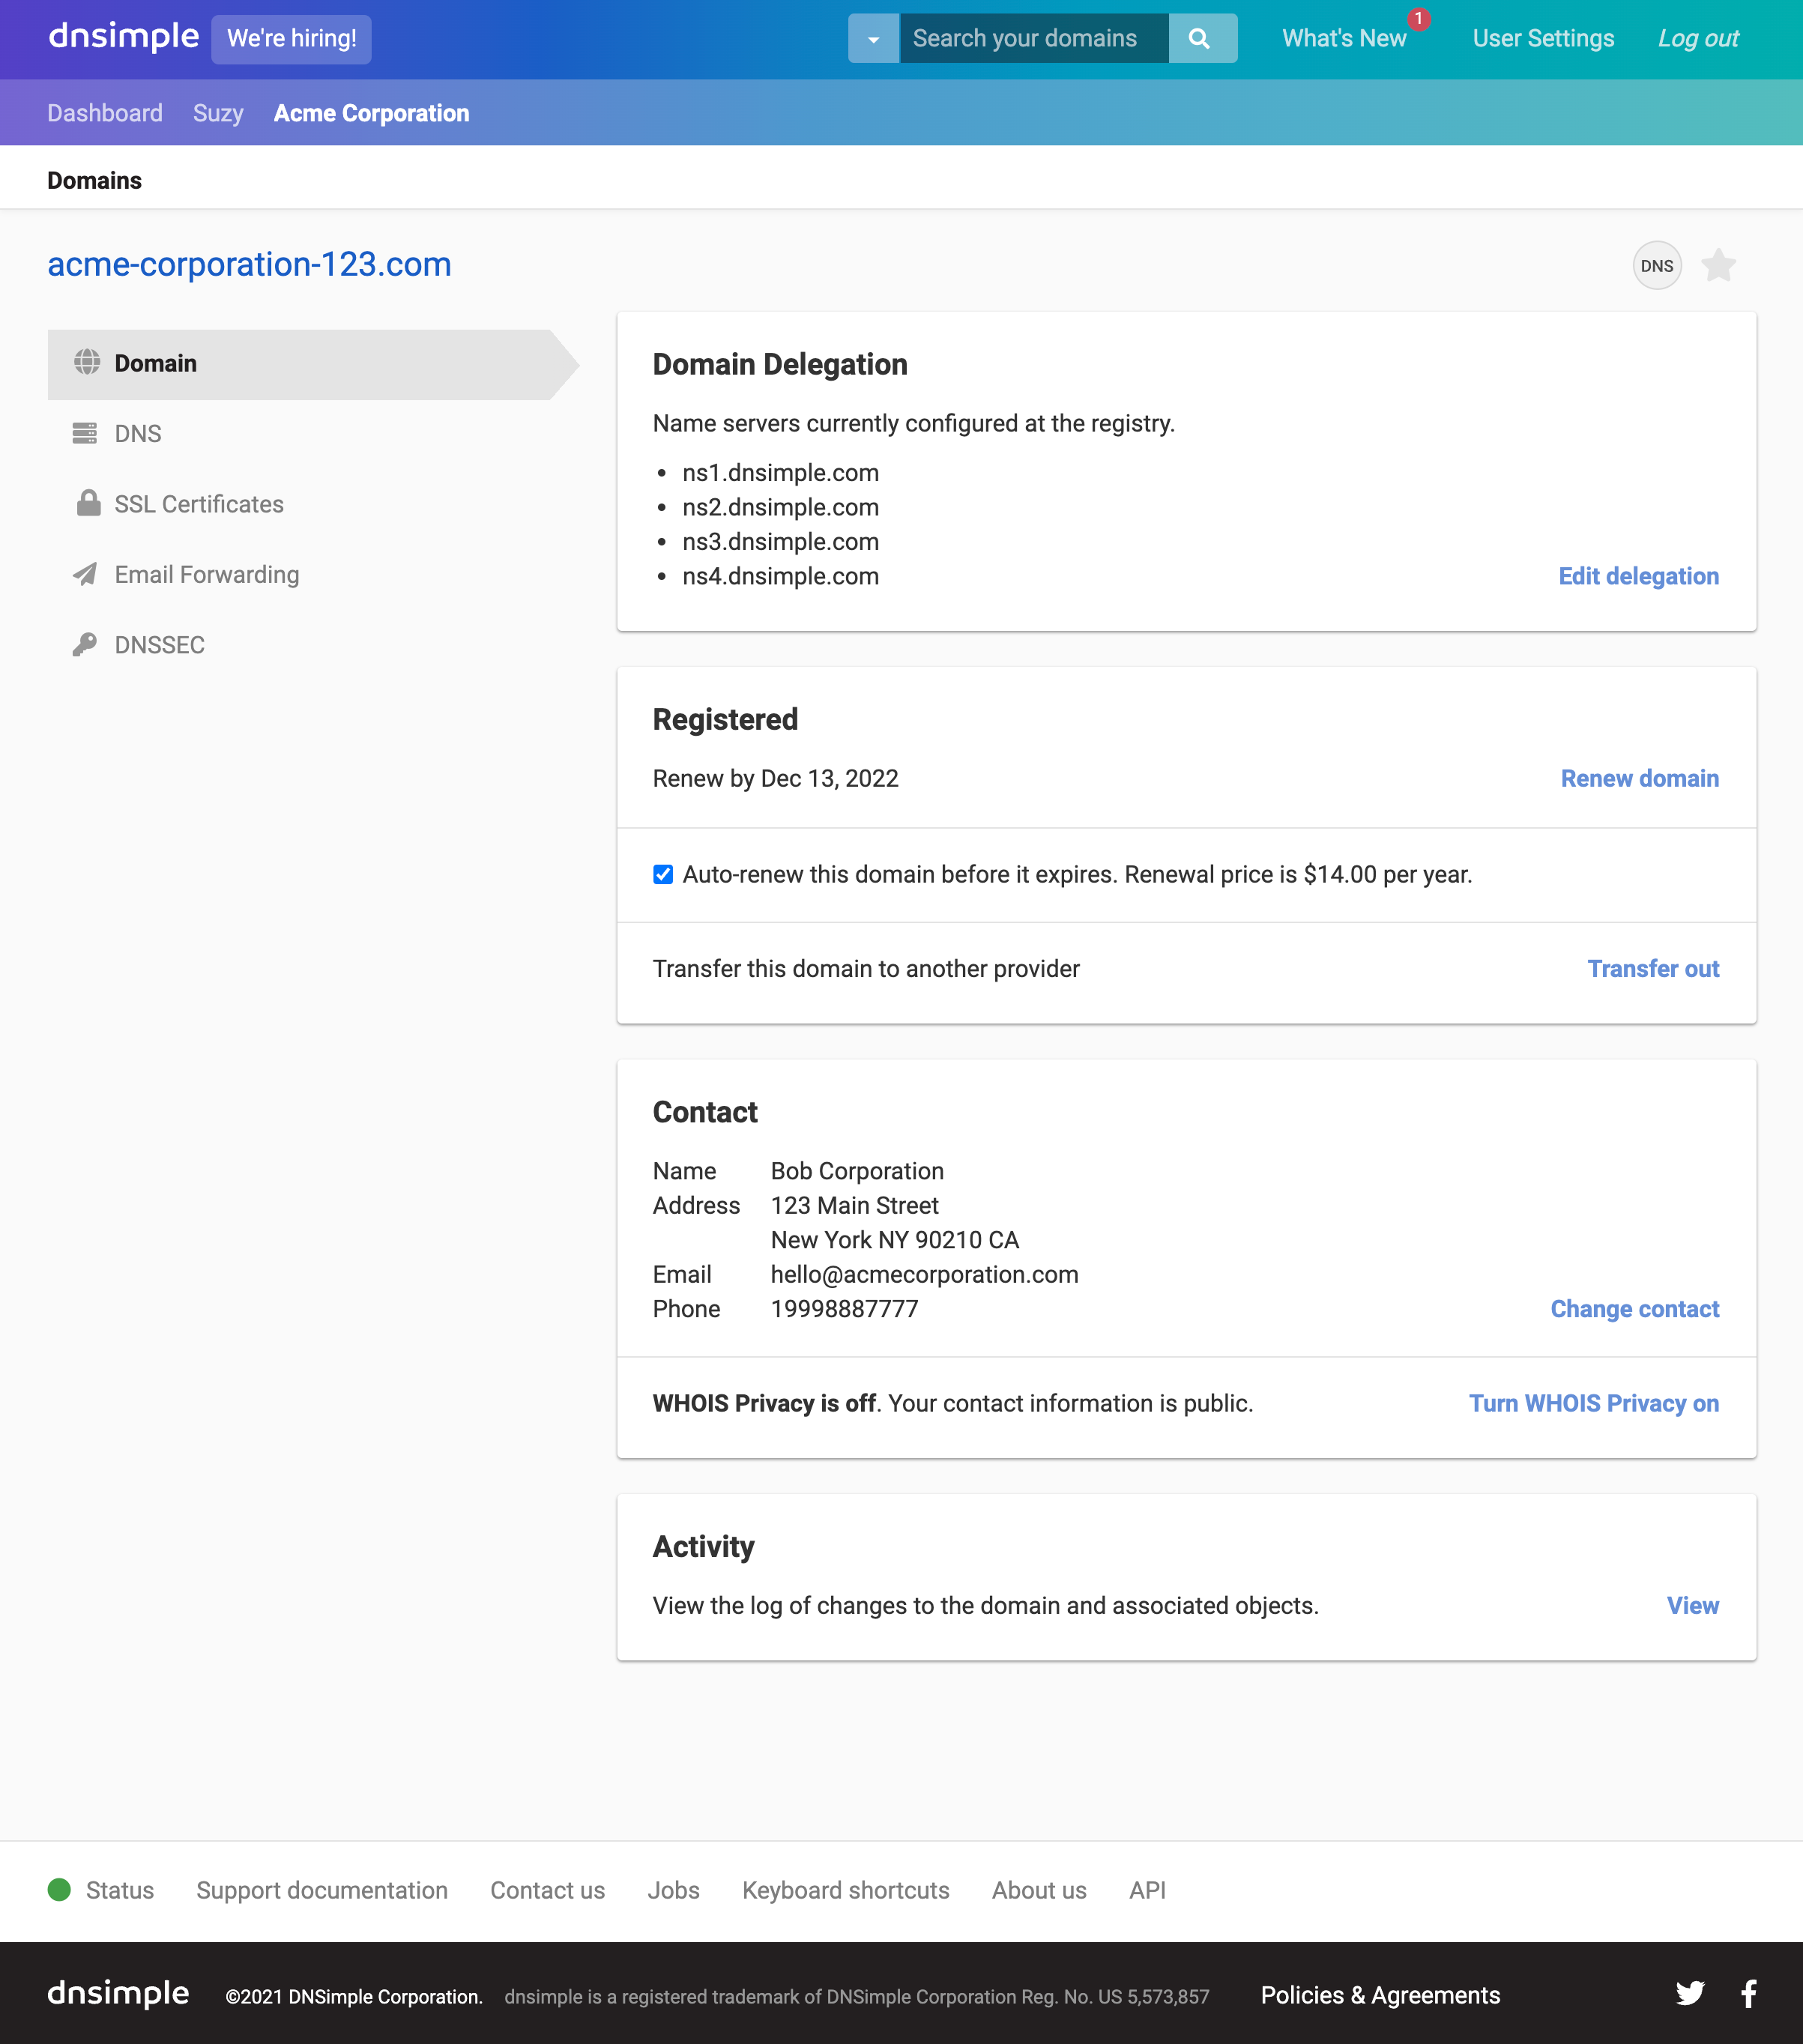 dnsimple We're hiring! Search your domains What's New 1 User Settings Log out
Dashboard Suzy Acme Corporation
Domains
acme-corporation-123.com DNS
Domain
DNS
SSL Certificates
Email Forwarding
DNSSEC
Domain Delegation
Name servers currently configured at the registry.
• ns1.dnsimple.com
• ns2.dnsimple.com
• ns3.dnsimple.com
• ns4.dnsimple.com Edit delegation
Registered
Renew by Dec 13, 2022 Renew domain
Auto-renew this domain before it expires. Renewal price is $14.00 per year.
Transfer this domain to another provider Transfer out
Contact
Name Bob Corporation
Address 123 Main Street
New York NY 90210 CA
Email hello@acmecorporation.com
Phone 19998887777 Change contact
WHOIS Privacy is off. Your contact information is public. Turn WHOIS Privacy on
Activity
View the log of changes to the domain and associated objects. View
Status Support documentation Contact us Jobs Keyboard shortcuts About us API
dnsimple ©2021 DNSimple Corporation. dnsimple is a registered trademark of DNSimple Corporation Reg. No. US 5,573,857 Policies & Agreements